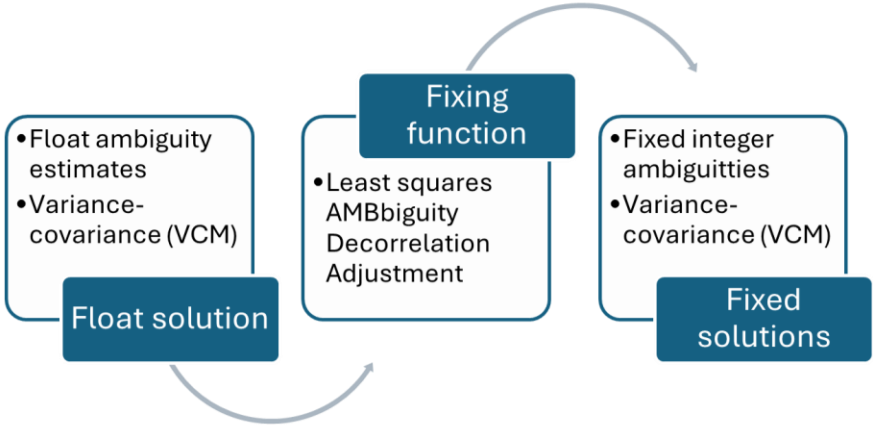 •Float ambiguity
estimates
•Variance-
covariance (VCM)
Float solution
Fixing
function
•Least squares
AMBbiguity
Decorrelation
Adjustment
•Fixed integer
ambiguitties
•Variance-
covariance (VCM)
Fixed
solutions